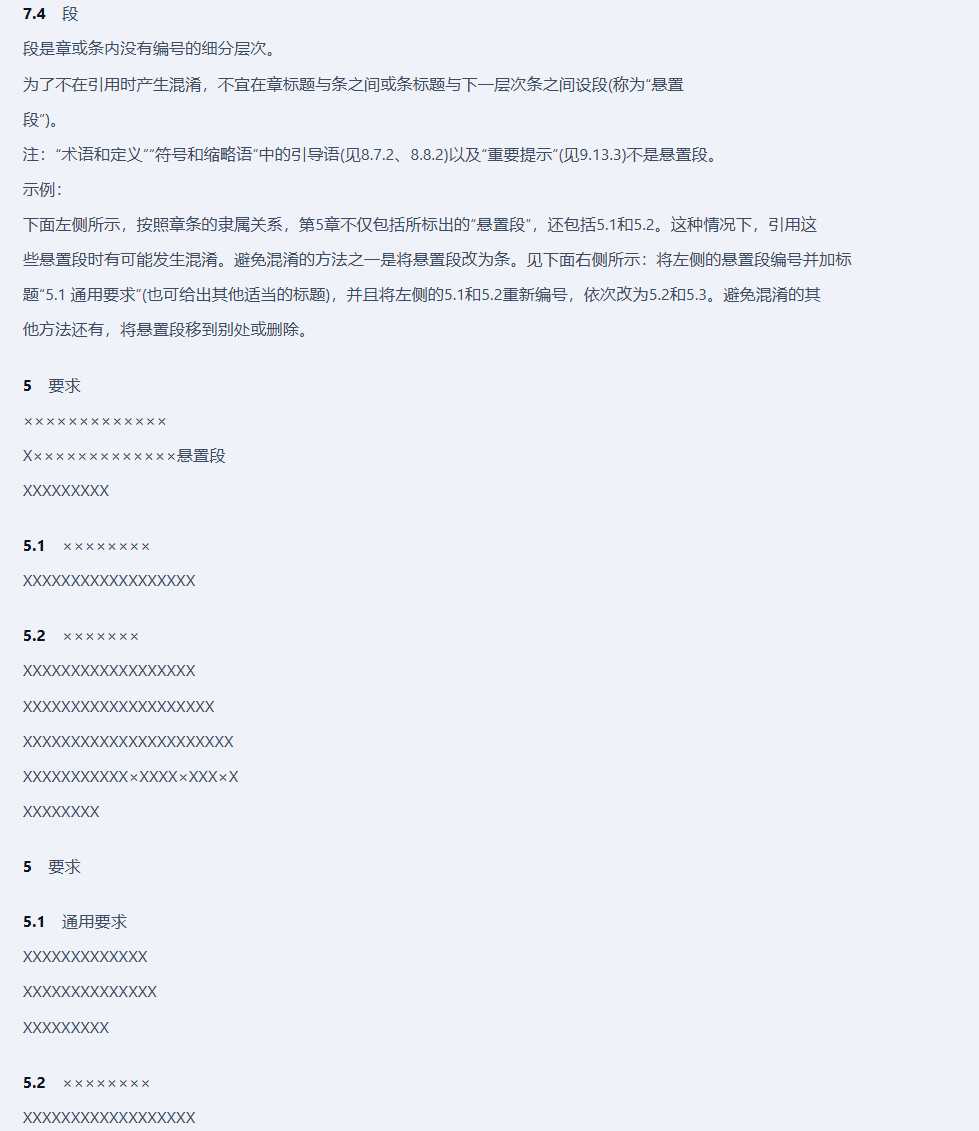 7.4 段
段是章或条内没有编号的细分层次。
为了不在引用时产生混淆，不宜在章标题与条之间或条标题与下一层次条之间设段(称为“悬置
段”)。
注：“术语和定义”“符号和缩略语”中的引导语(见8.7.2、8.8.2)以及“重要提示”(见9.13.3)不是悬置段。
示例：
下面左侧所示，按照章条的隶属关系，第5章不仅包括所标出的“悬置段”，还包括5.1和5.2。这种情况下，引用这
些悬置段时有可能发生混淆。避免混淆的方法之一是将悬置段改为条。见下面右侧所示：将左侧的悬置段编号并加标
题“5.1 通用要求”(也可给出其他适当的标题)，并且将左侧的5.1和5.2重新编号，依次改为5.2和5.3。避免混淆的其
他方法还有，将悬置段移到别处或删除。
5 要求
×××××××××××××
X×××××××××××××悬置段
XXXXXXXXX
5.1 ××××××××
XXXXXXXXXXXXXXXXXX
5.2 ×××××××
XXXXXXXXXXXXXXXXXX
XXXXXXXXXXXXXXXXXXXX
XXXXXXXXXXXXXXXXXXXXXX
XXXXXXXXXXX×XXXX×XXX×X
XXXXXXXX
5 要求
5.1 通用要求
XXXXXXXXXXXXX
XXXXXXXXXXXXXX
XXXXXXXXX
5.2 ××××××××
XXXXXXXXXXXXXXXXXX